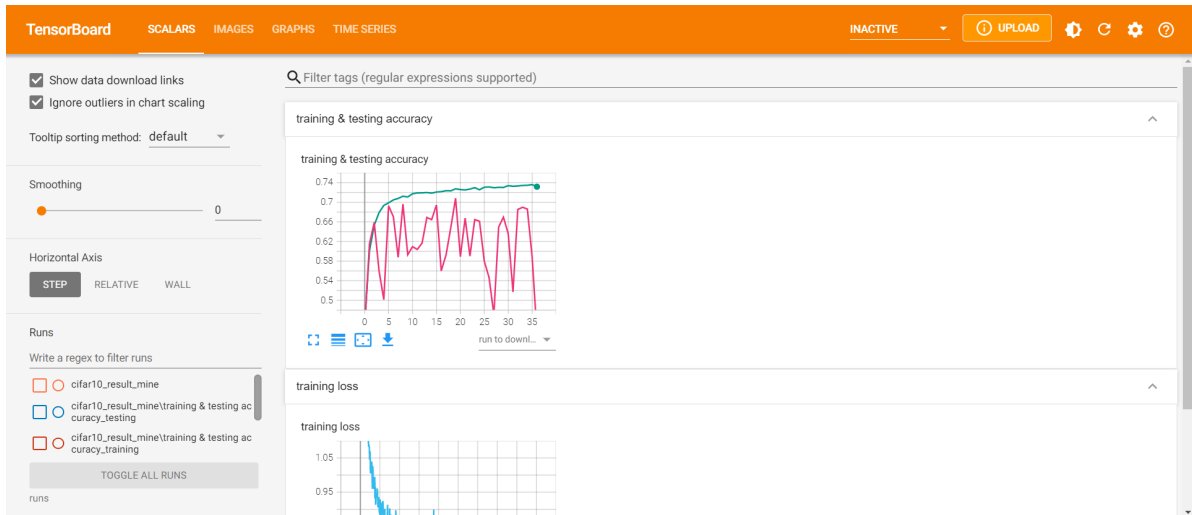 TensorBoard SCALARS IMAGES GRAPHS TIME SERIES INACTIVE UPLOAD
Show data download links
Ignore outliers in chart scaling
Tooltip sorting method: default
Smoothing
0
Horizontal Axis
STEP RELATIVE WALL
Runs
Write a regex to filter runs
cifar10_result_mine
cifar10_result_mine\training & testing ac
curacy_testing
cifar10_result_mine\training & testing ac
curacy_training
TOGGLE ALL RUNS
runs
Filter tags (regular expressions supported)
training & testing accuracy
training & testing accuracy
0.74
0.7
0.66
0.62
0.58
0.54
0.5
0 5 10 15 20 25 30 35
run to downl...
training loss
training loss
1.05
0.95